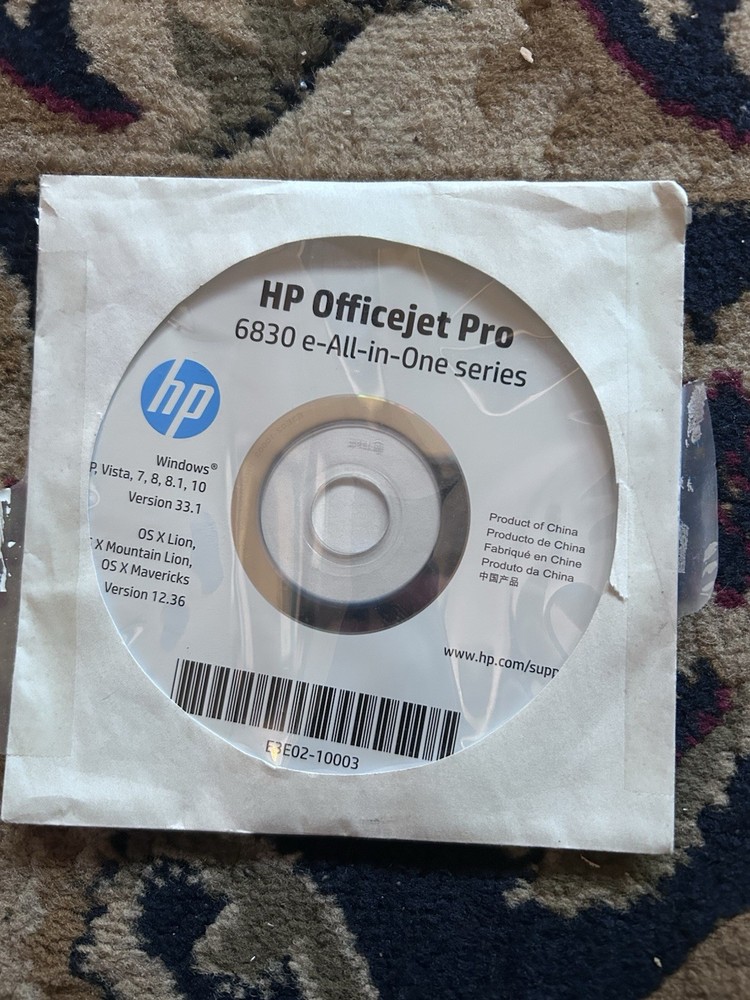 HP Officejet Pro
6830 e-All-in-One series
hp
Windows®
P, Vista, 7, 8, 8.1, 10
Version 33.1
OS X Lion,
X Mountain Lion,
OS X Mavericks
Version 12.36
Product of China
Producto de China
Fabriqué en Chine
Produto da China
中国产品
www.hp.com/supp
E3E02-10003